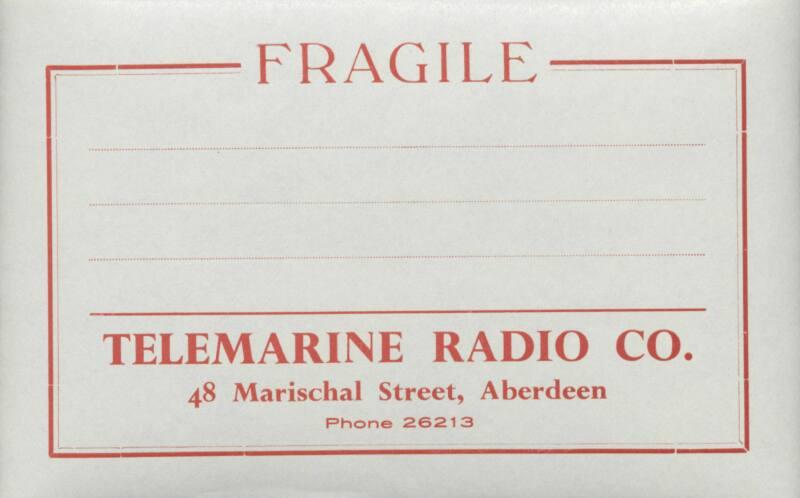 FRAGILE
TELEMARINE RADIO CO.
48 Marischal Street, Aberdeen
Phone 26213